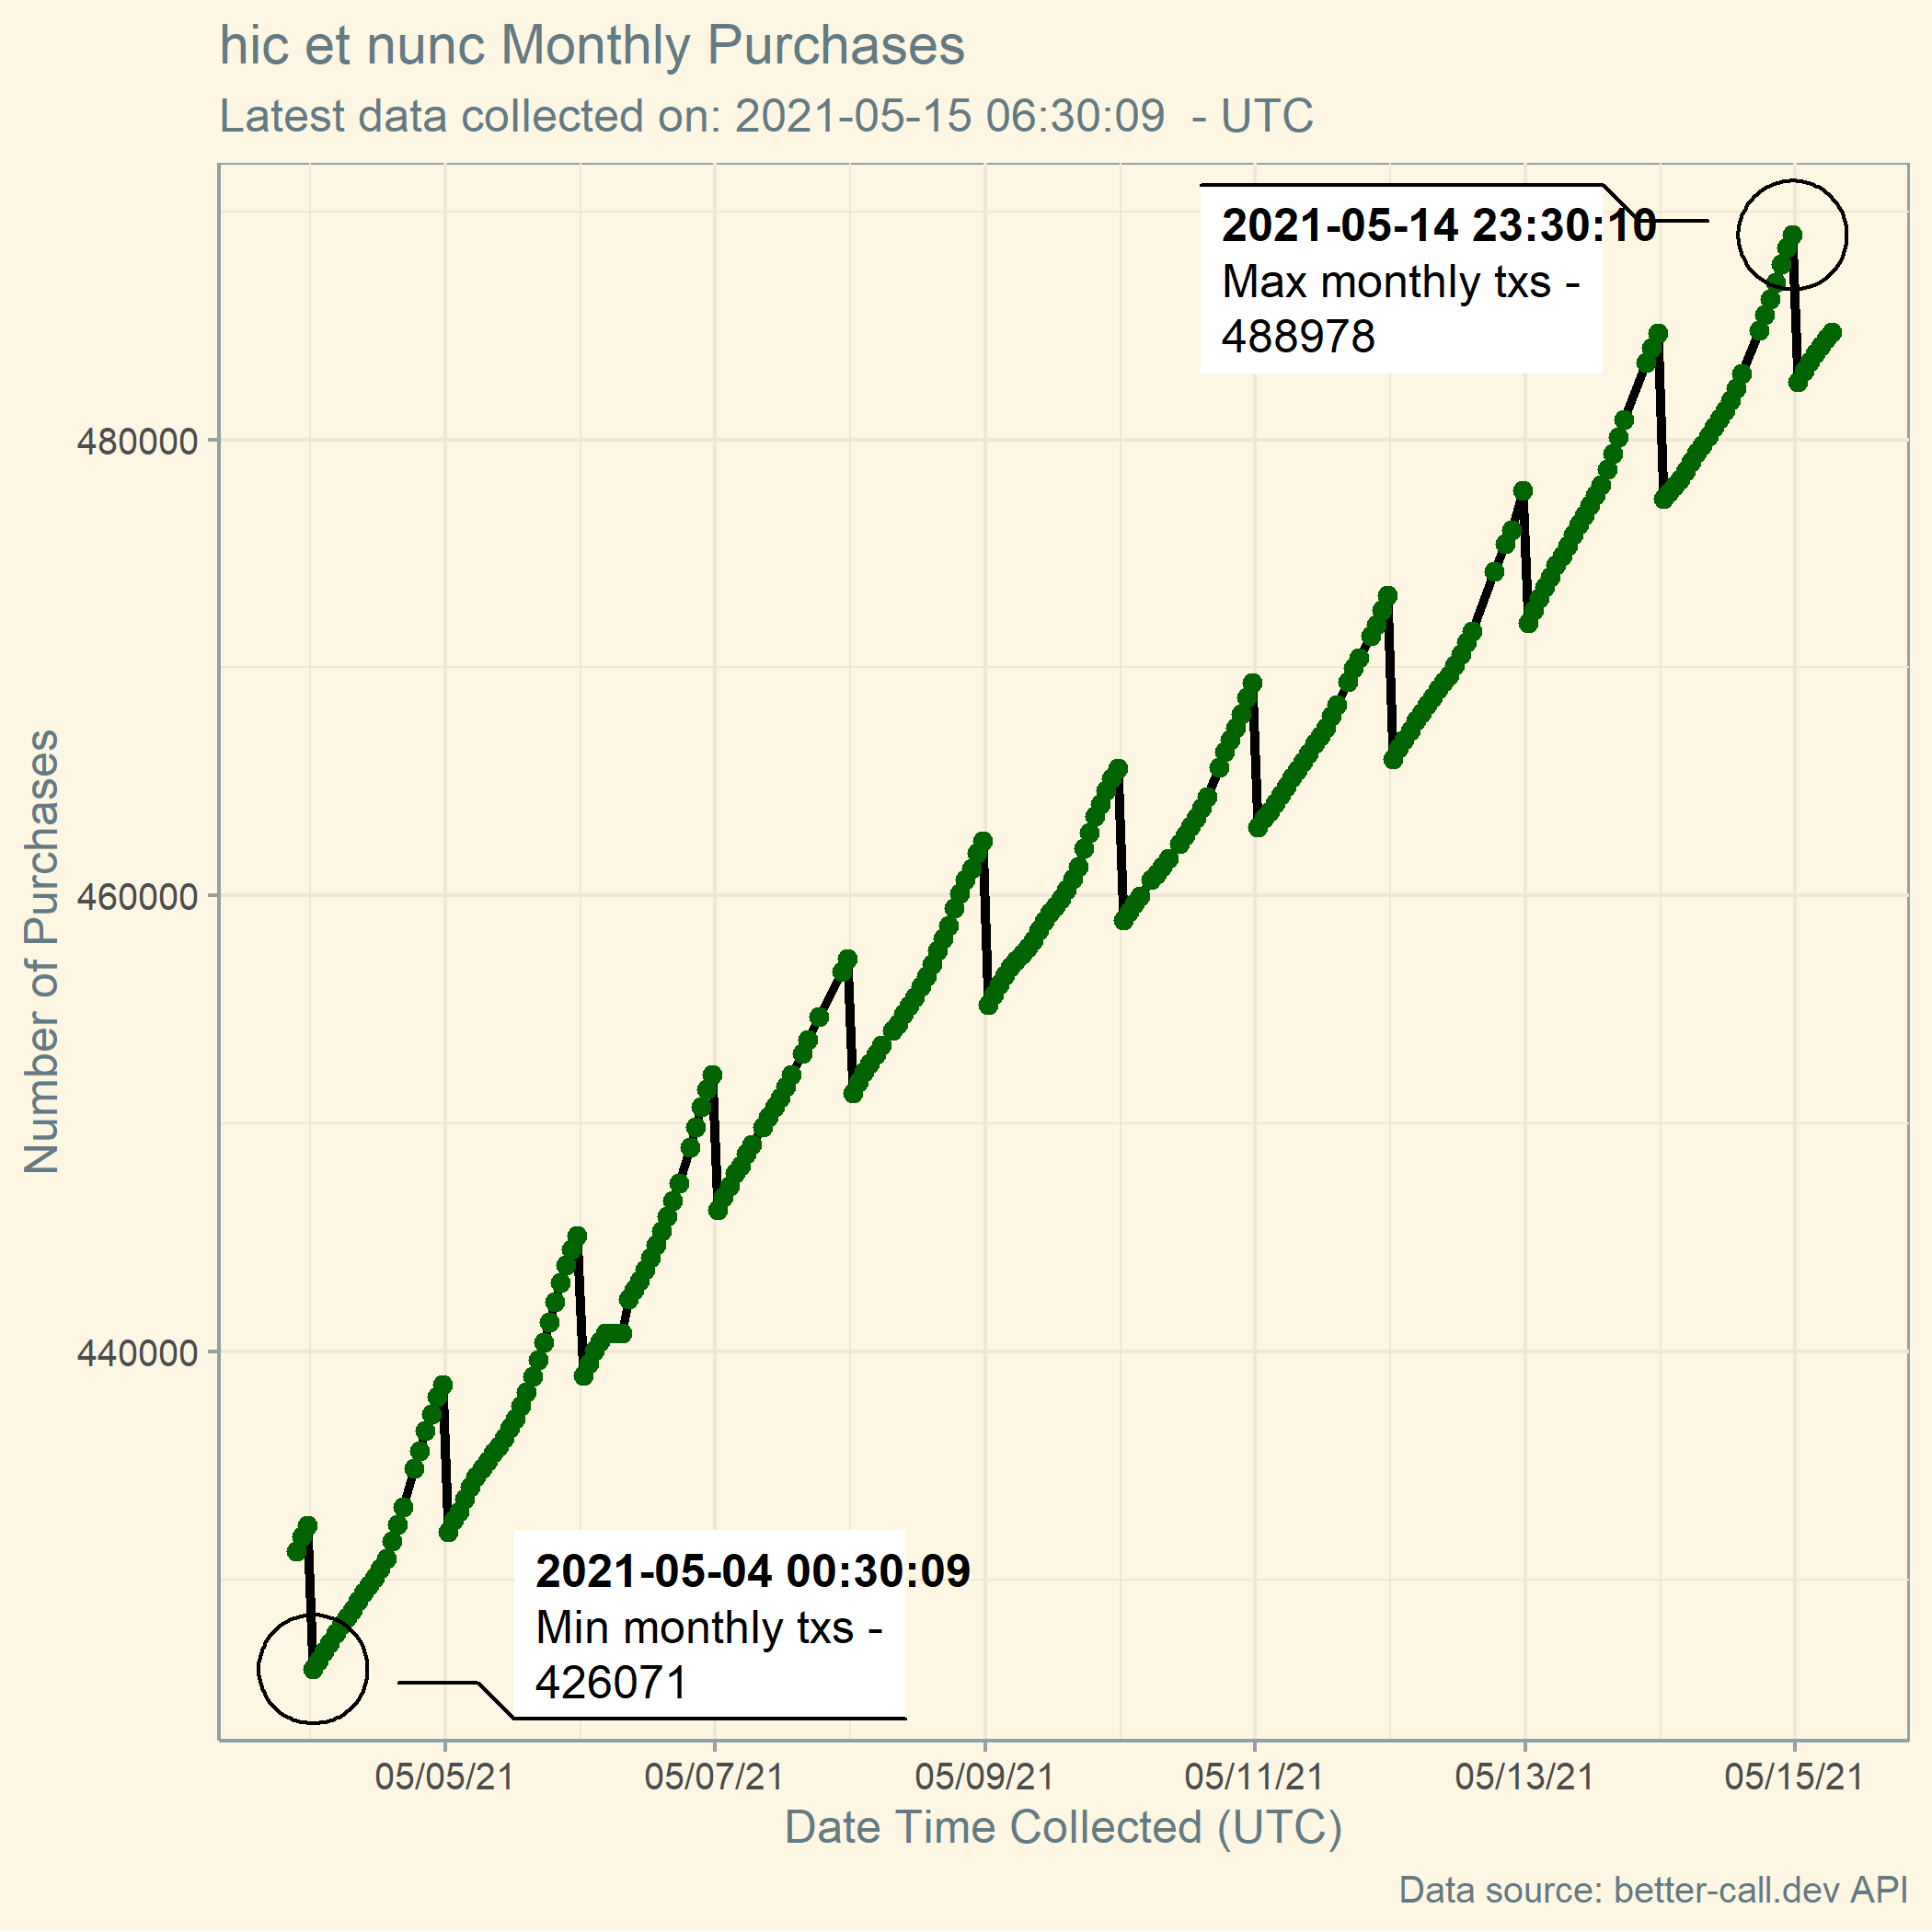 hic et nunc Monthly Purchases
Latest data collected on: 2021-05-15 06:30:09  - UTC
2021-05-14 23:30:10
Max monthly txs -
488978
480000
460000
440000
Number of Purchases
2021-05-04 00:30:09
Min monthly txs -
426071
05/05/21
05/07/21
05/09/21
05/11/21
05/13/21
05/15/21
Date Time Collected (UTC)
Data source: better-call.dev API